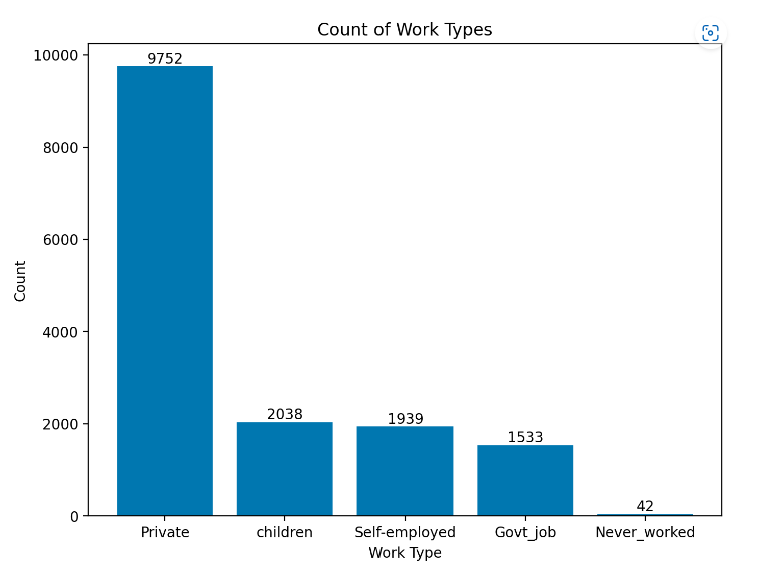 Count of Work Types
10000
8000
6000
4000
2000
0
Count
9752
2038
1939
1533
42
Private children Self-employed Govt_job Never_worked
Work Type